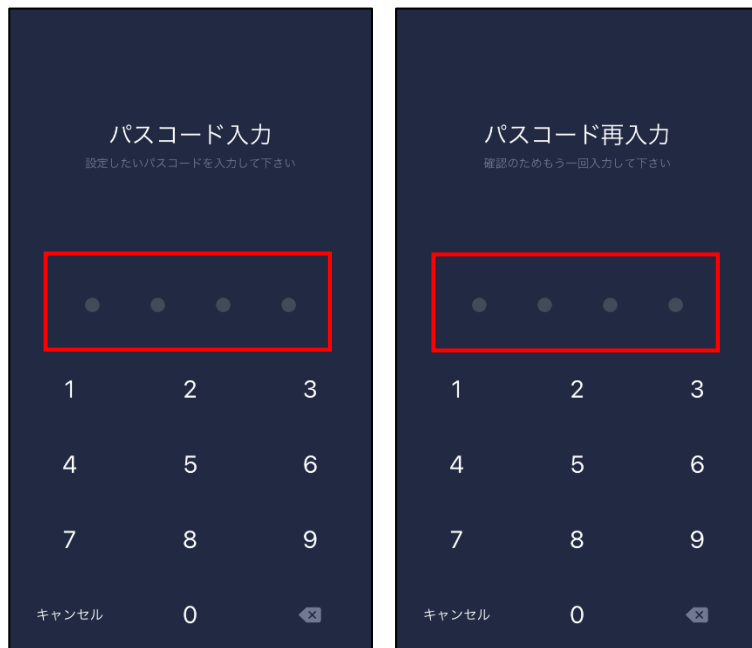 パスコード入力
設定したいパスコードを入力して下さい
1 2 3
4 5 6
7 8 9
キャンセル 0
パスコード再入力
確認のためもう一回入力して下さい
1 2 3
4 5 6
7 8 9
キャンセル 0